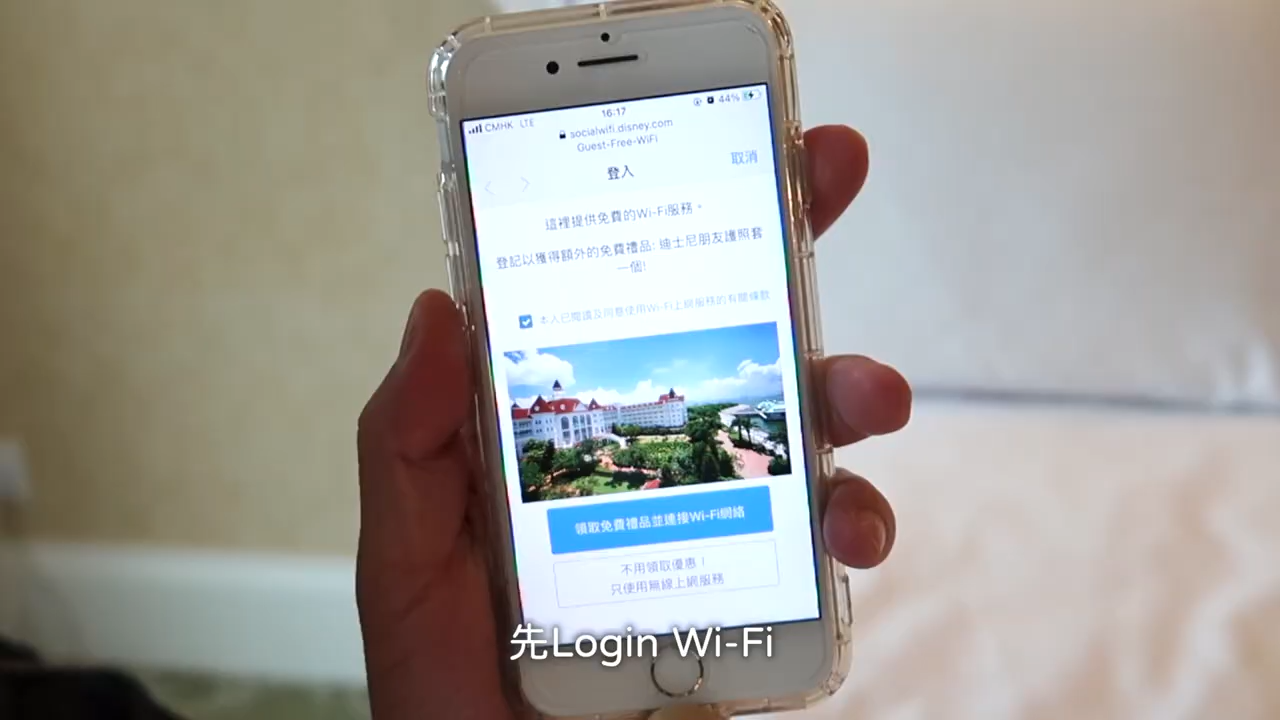 CMHK LTE
16:17
44%
socialwifi.disney.com
Guest-Free-WiFi
取消
登入
這裡提供免費的Wi-Fi服務。
登記以獲得額外的免費禮品: 迪士尼朋友護照套
一個!
本人已閱讀及同意使用Wi-Fi上網服務的有關條款
領取免費禮品並連接Wi-Fi網絡
不用領取優惠！
只使用無線上網服務
先Login Wi-Fi